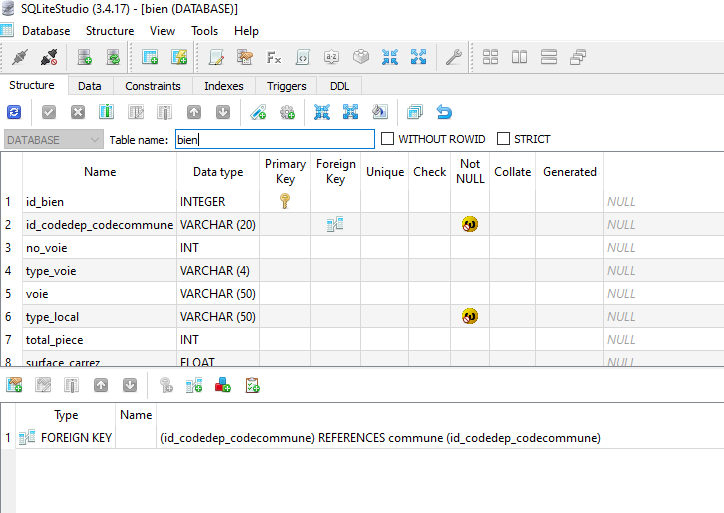 SQLiteStudio (3.4.17) - [bien (DATABASE)]
Database Structure View Tools Help
Structure Data Constraints Indexes Triggers DDL
DATABASE Table name: bien WITHOUT ROWID STRICT
Name Data type Primary Key Foreign Key Unique Check Not NULL Collate Generated
1 id_bien INTEGER NULL
2 id_codedep_codecommune VARCHAR (20) NULL
3 no_voie INT NULL
4 type_voie VARCHAR (4) NULL
5 voie VARCHAR (50) NULL
6 type_local VARCHAR (50) NULL
7 total_piece INT NULL
8 surface_carrez FLOAT NULL
Type Name
1 FOREIGN KEY (id_codedep_codecommune) REFERENCES commune (id_codedep_codecommune)